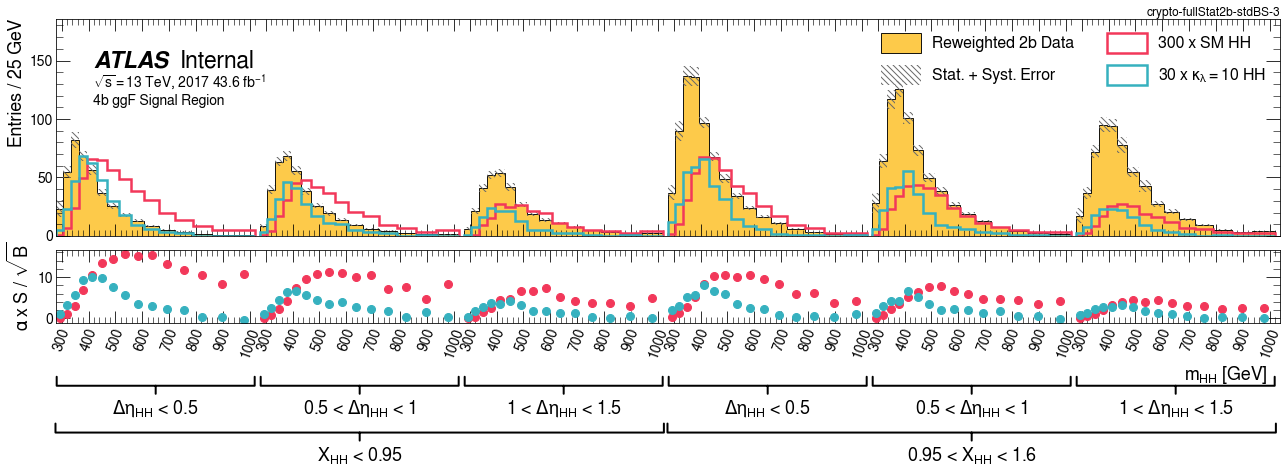 crypto-fullStat2b-stdBS-3
Entries / 25 GeV
150
100
50
0
ATLAS Internal
√s = 13 TeV, 2017 43.6 fb⁻¹
4b ggF Signal Region
Reweighted 2b Data
Stat. + Syst. Error
300 x SM HH
30 x κλ = 10 HH
α x S / √B
10
0
300 400 500 600 700 800 900 1000 300 400 500 600 700 800 900 1000 300 400 500 600 700 800 900 1000 300 400 500 600 700 800 900 1000 300 400 500 600 700 800 900 1000 300 400 500 600 700 800 900 1000
mHH [GeV]
ΔηHH < 0.5 0.5 < ΔηHH < 1 1 < ΔηHH < 1.5 ΔηHH < 0.5 0.5 < ΔηHH < 1 1 < ΔηHH < 1.5
XHH < 0.95 0.95 < XHH < 1.6